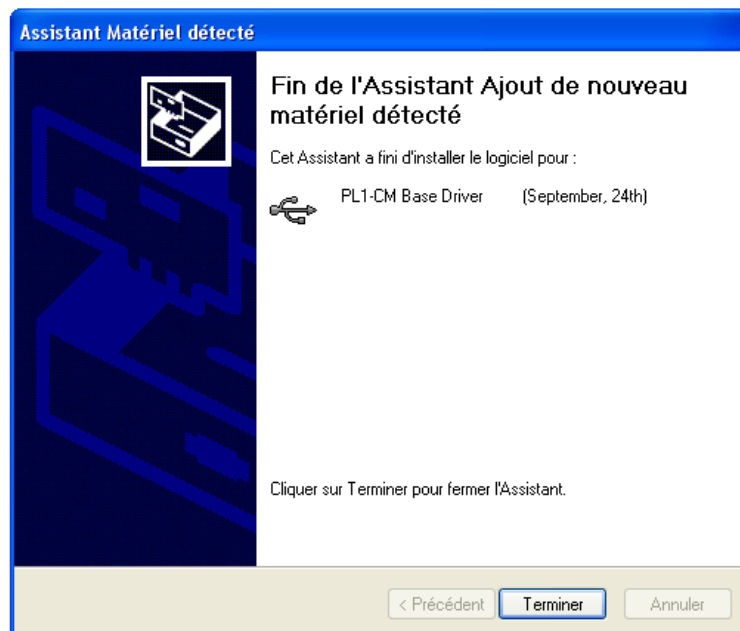 Assistant Matériel détecté
Fin de l'Assistant Ajout de nouveau
matériel détecté
Cet Assistant a fini d'installer le logiciel pour :
PL1-CM Base Driver (September, 24th)
Cliquer sur Terminer pour fermer l'Assistant.
< Précédent Terminer Annuler